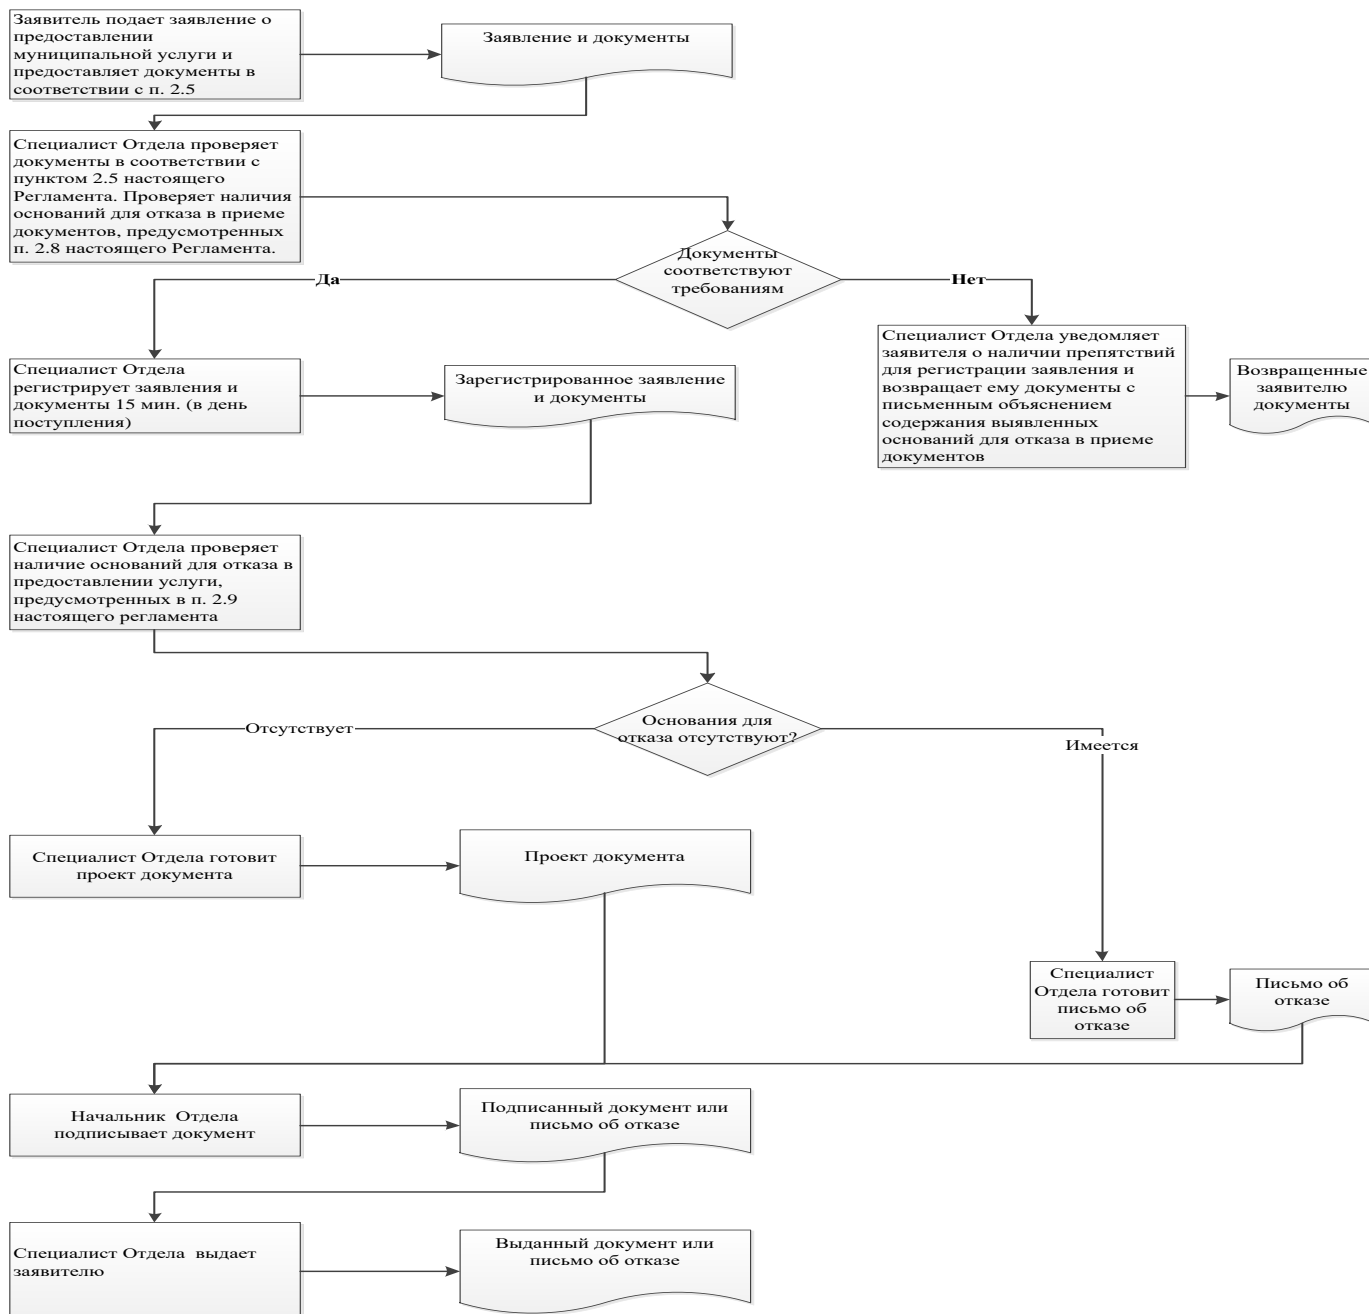 Заявитель подает заявление о
предоставлении
муниципальной услуги и
предоставляет документы в
соответствии с п. 2.5
Заявление и документы
Специалист Отдела проверяет
документы в соответствии с
пунктом 2.5 настоящего
Регламента. Проверяет наличия
оснований для отказа в приеме
документов, предусмотренных
п. 2.8 настоящего Регламента.
Документы
соответствуют
требованиям
Да
Нет
Специалист Отдела
регистрирует заявления и
документы 15 мин. (в день
поступления)
Зарегистрированное заявление
и документы
Специалист Отдела уведомляет
заявителя о наличии препятствий
для регистрации заявления и
возвращает ему документы с
письменным объяснением
содержания выявленных
оснований для отказа в приеме
документов
Возвращенные
заявителю
документы
Специалист Отдела проверяет
наличие оснований для отказа в
предоставлении услуги,
предусмотренных в п. 2.9
настоящего регламента
Основания для
отказа отсутствуют?
Отсутствует
Имеется
Специалист Отдела готовит
проект документа
Проект документа
Специалист
Отдела готовит
письмо об
отказе
Письмо об
отказе
Начальник  Отдела
подписывает документ
Подписанный документ или
письмо об отказе
Специалист Отдела  выдает
заявителю
Выданный документ или
письмо об отказе